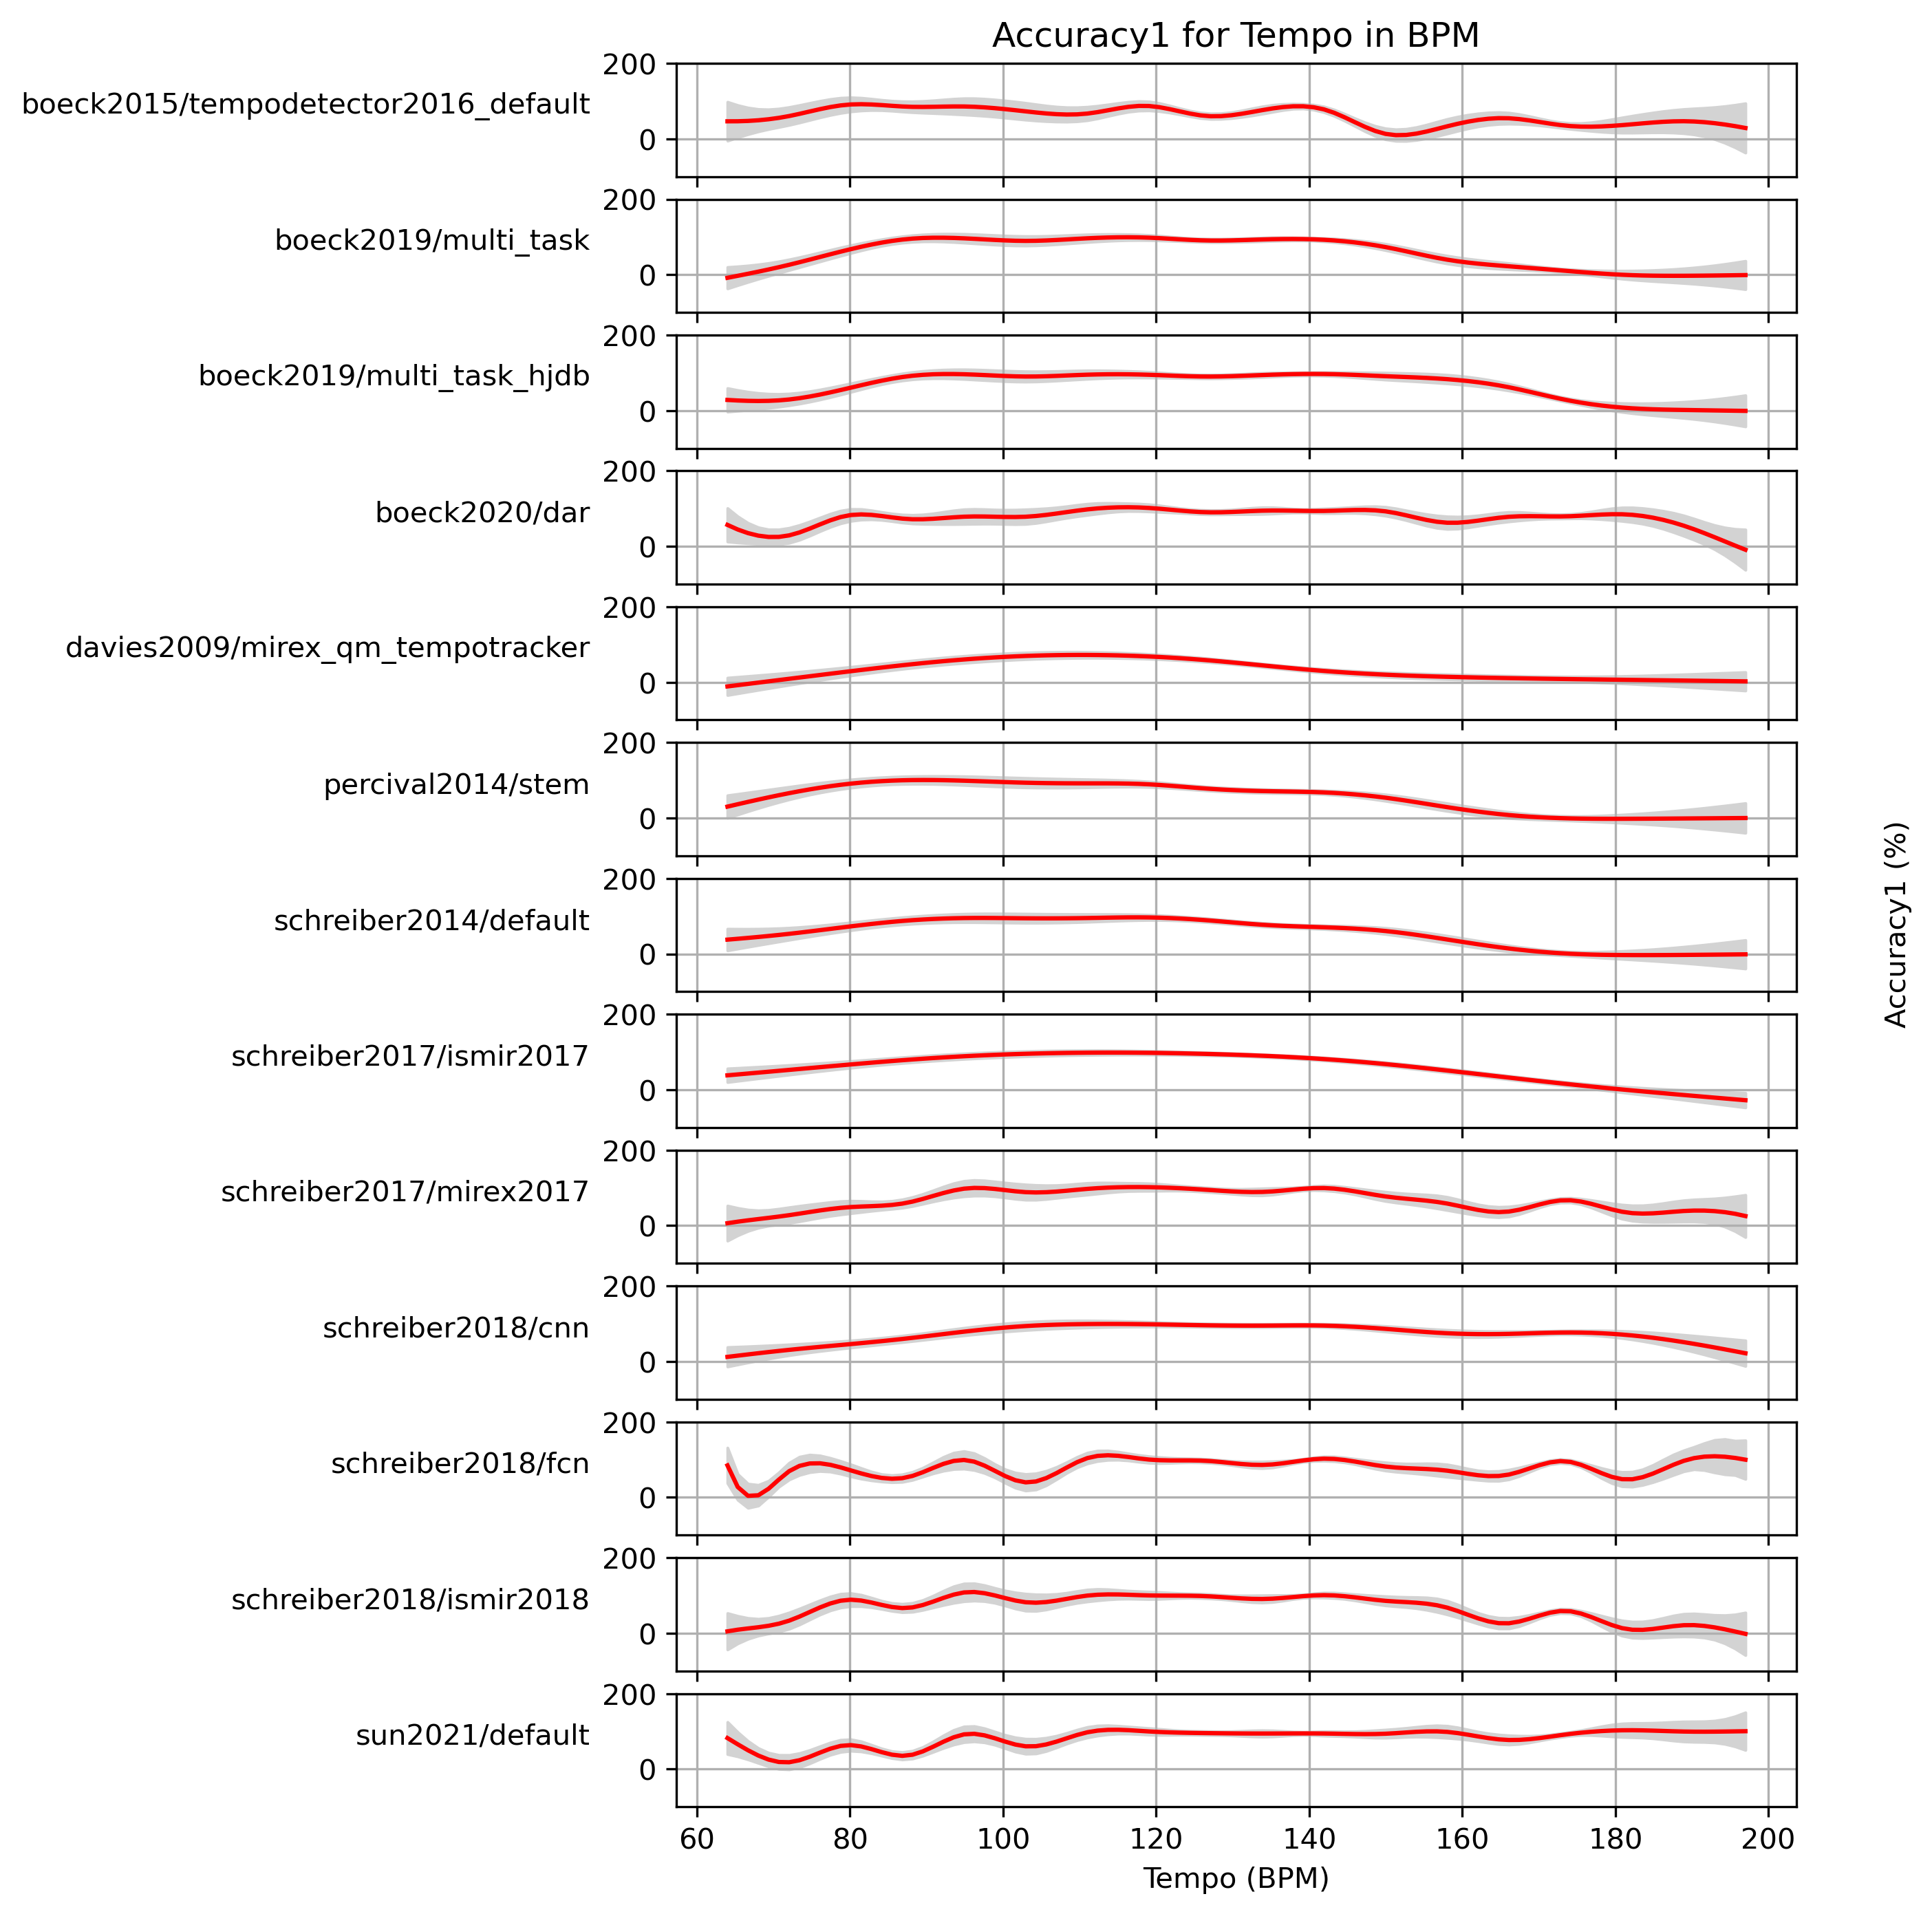 Accuracy1 for Tempo in BPM
200
boeck2015/tempodetector2016_default
0
200
boeck2019/multi_task
0
200
boeck2019/multi_task_hjdb
0
200
boeck2020/dar
0
200
davies2009/mirex_qm_tempotracker
0
200
percival2014/stem
0
200
schreiber2014/default
0
200
schreiber2017/ismir2017
0
200
schreiber2017/mirex2017
0
200
schreiber2018/cnn
0
200
schreiber2018/fcn
0
200
schreiber2018/ismir2018
0
200
sun2021/default
0
60 80 100 120 140 160 180 200
Tempo (BPM)
Accuracy1 (%)